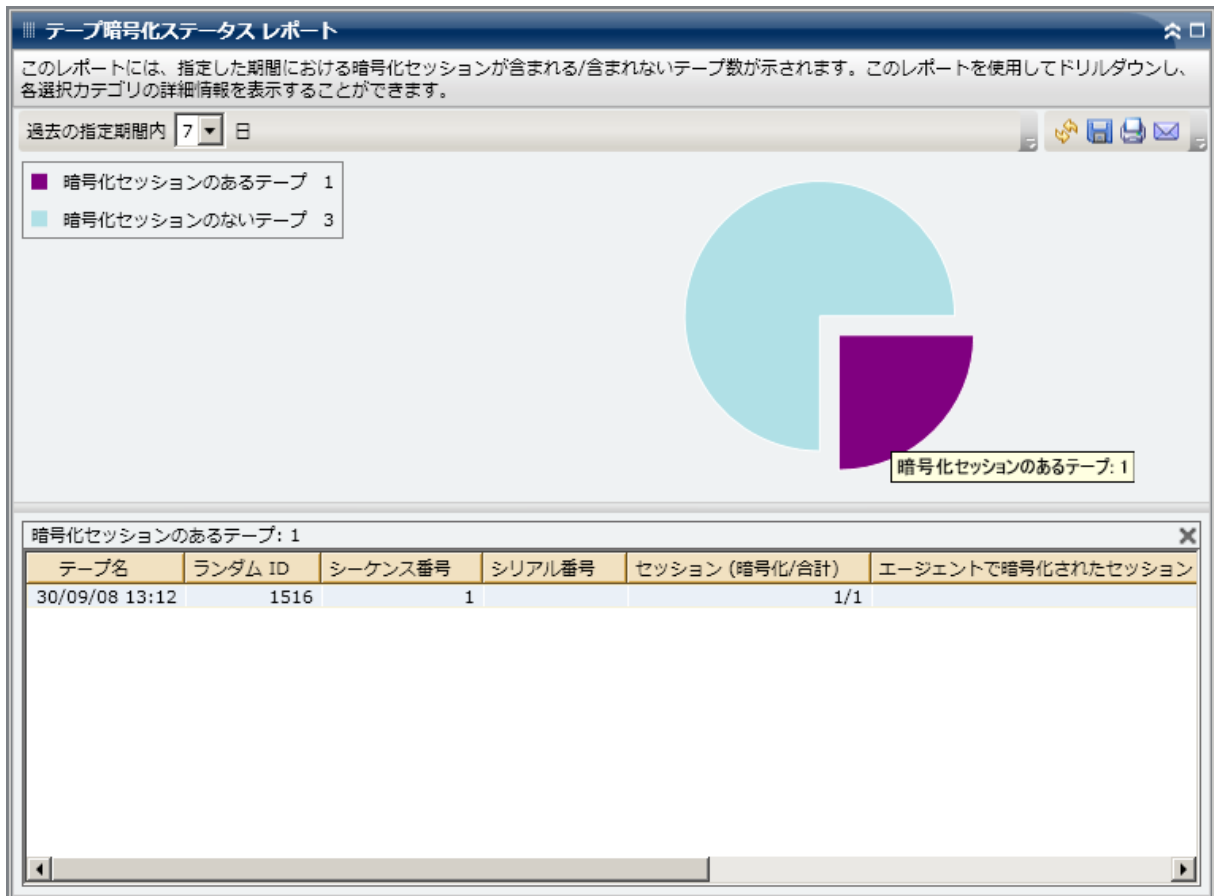 テープ暗号化ステータス レポート
このレポートには、指定した期間における暗号化セッションが含まれる/含まれないテープ数が示されます。このレポートを使用してドリルダウンし、
各選択カテゴリの詳細情報を表示することができます。
過去の指定期間内 7 日
暗号化セッションのあるテープ 1
暗号化セッションのないテープ 3
暗号化セッションのあるテープ: 1
暗号化セッションのあるテープ: 1
テープ名 ランダム ID シーケンス番号 シリアル番号 セッション (暗号化/合計) エージェントで暗号化されたセッション
30/09/08 13:12 1516 1 1/1